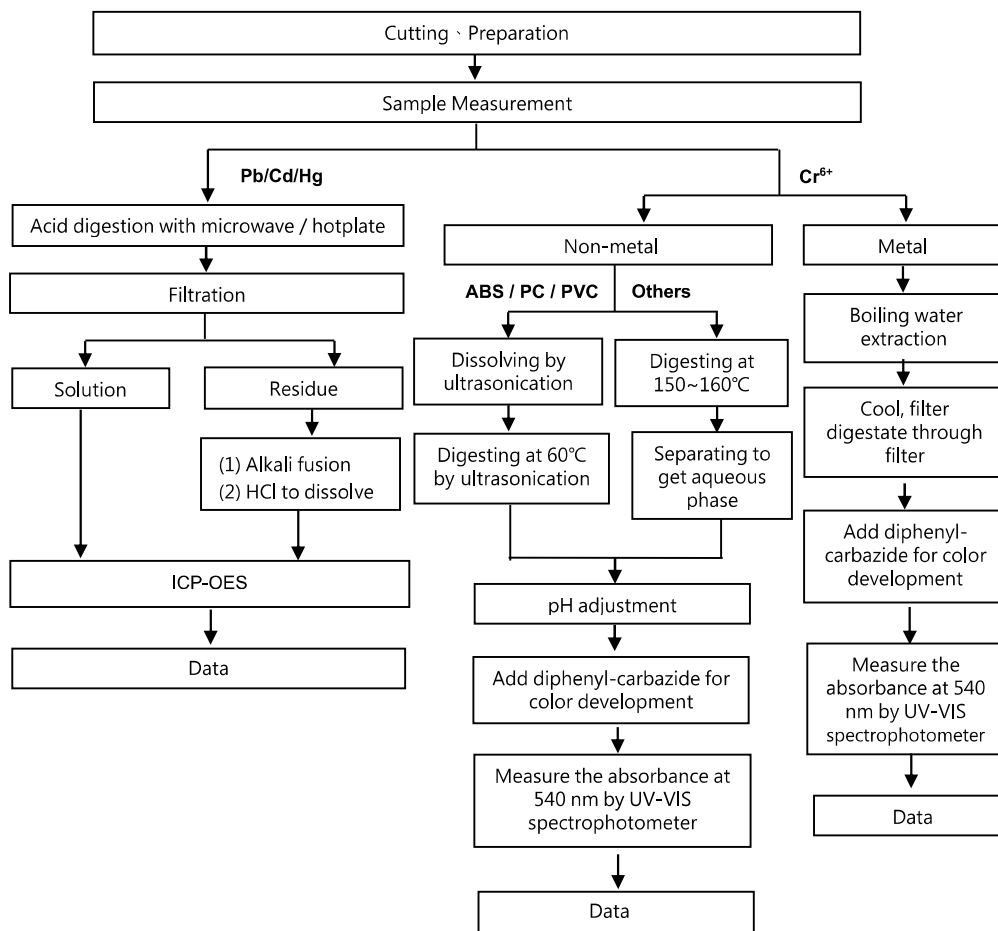 Cutting、Preparation
Sample Measurement
Pb/Cd/Hg
Acid digestion with microwave / hotplate
Filtration
Solution
Residue
(1) Alkali fusion
(2) HCl to dissolve
ICP-OES
Data
Cr⁶⁺
Non-metal
ABS / PC / PVC
Others
Dissolving by
ultrasonication
Digesting at 60℃
by ultrasonication
Digesting at
150~160℃
Separating to
get aqueous
phase
pH adjustment
Add diphenyl-carbazide for
color development
Measure the absorbance at
540 nm by UV-VIS
spectrophotometer
Data
Metal
Boiling water
extraction
Cool, filter
digestate through
filter
Add diphenyl-
carbazide for color
development
Measure the
absorbance at 540
nm by UV-VIS
spectrophotometer
Data